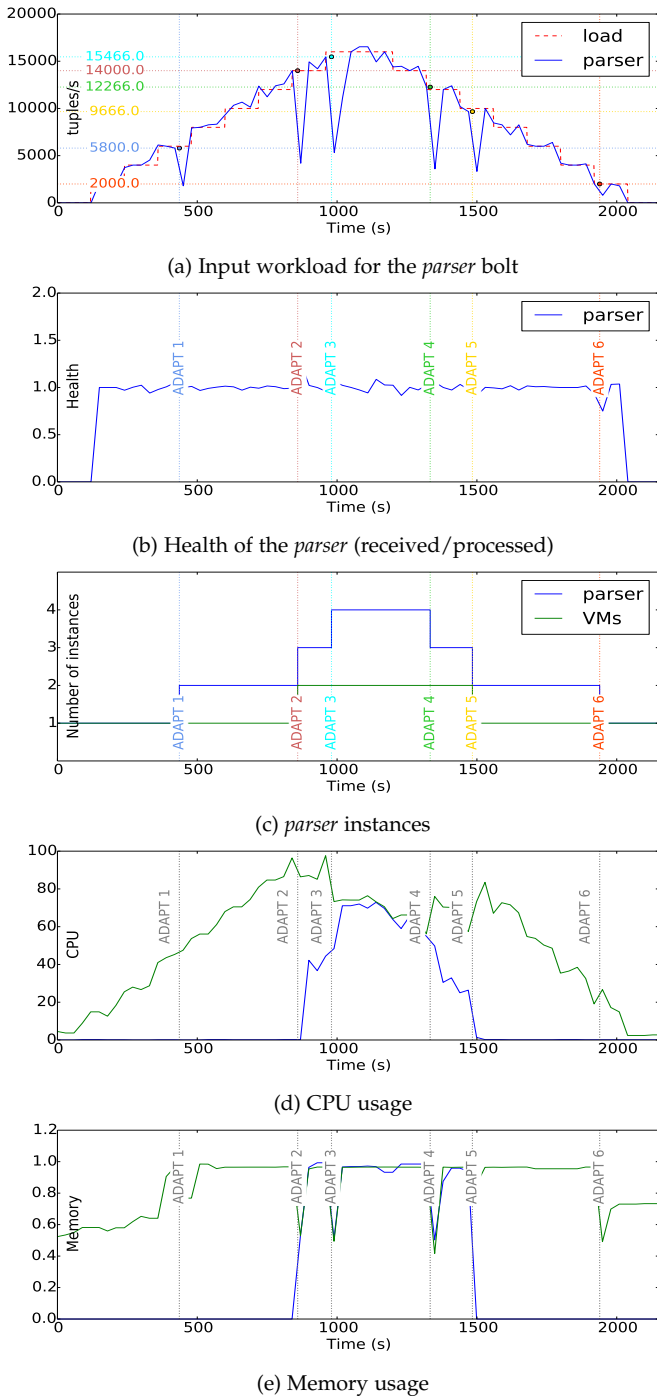 20000
15000
10000
5000
0
tuples/s
15466.0
14000.0
12266.0
9666.0
5800.0
2000.0
load
parser
0 500 1000 1500 2000
Time (s)
(a) Input workload for the parser bolt
2.0
1.5
1.0
0.5
0.0
Health
ADAPT 1
ADAPT 2
ADAPT 3
ADAPT 4
ADAPT 5
ADAPT 6
parser
0 500 1000 1500 2000
Time (s)
(b) Health of the parser (received/processed)
4
3
2
1
Number of instances
ADAPT 1
ADAPT 2
ADAPT 3
ADAPT 4
ADAPT 5
ADAPT 6
parser
VMs
0 500 1000 1500 2000
Time (s)
(c) parser instances
100
80
60
40
20
0
CPU
ADAPT 1
ADAPT 2
ADAPT 3
ADAPT 4
ADAPT 5
ADAPT 6
0 500 1000 1500 2000
Time (s)
(d) CPU usage
1.2
1.0
0.8
0.6
0.4
0.2
0.0
Memory
ADAPT 1
ADAPT 2
ADAPT 3
ADAPT 4
ADAPT 5
ADAPT 6
0 500 1000 1500 2000
Time (s)
(e) Memory usage